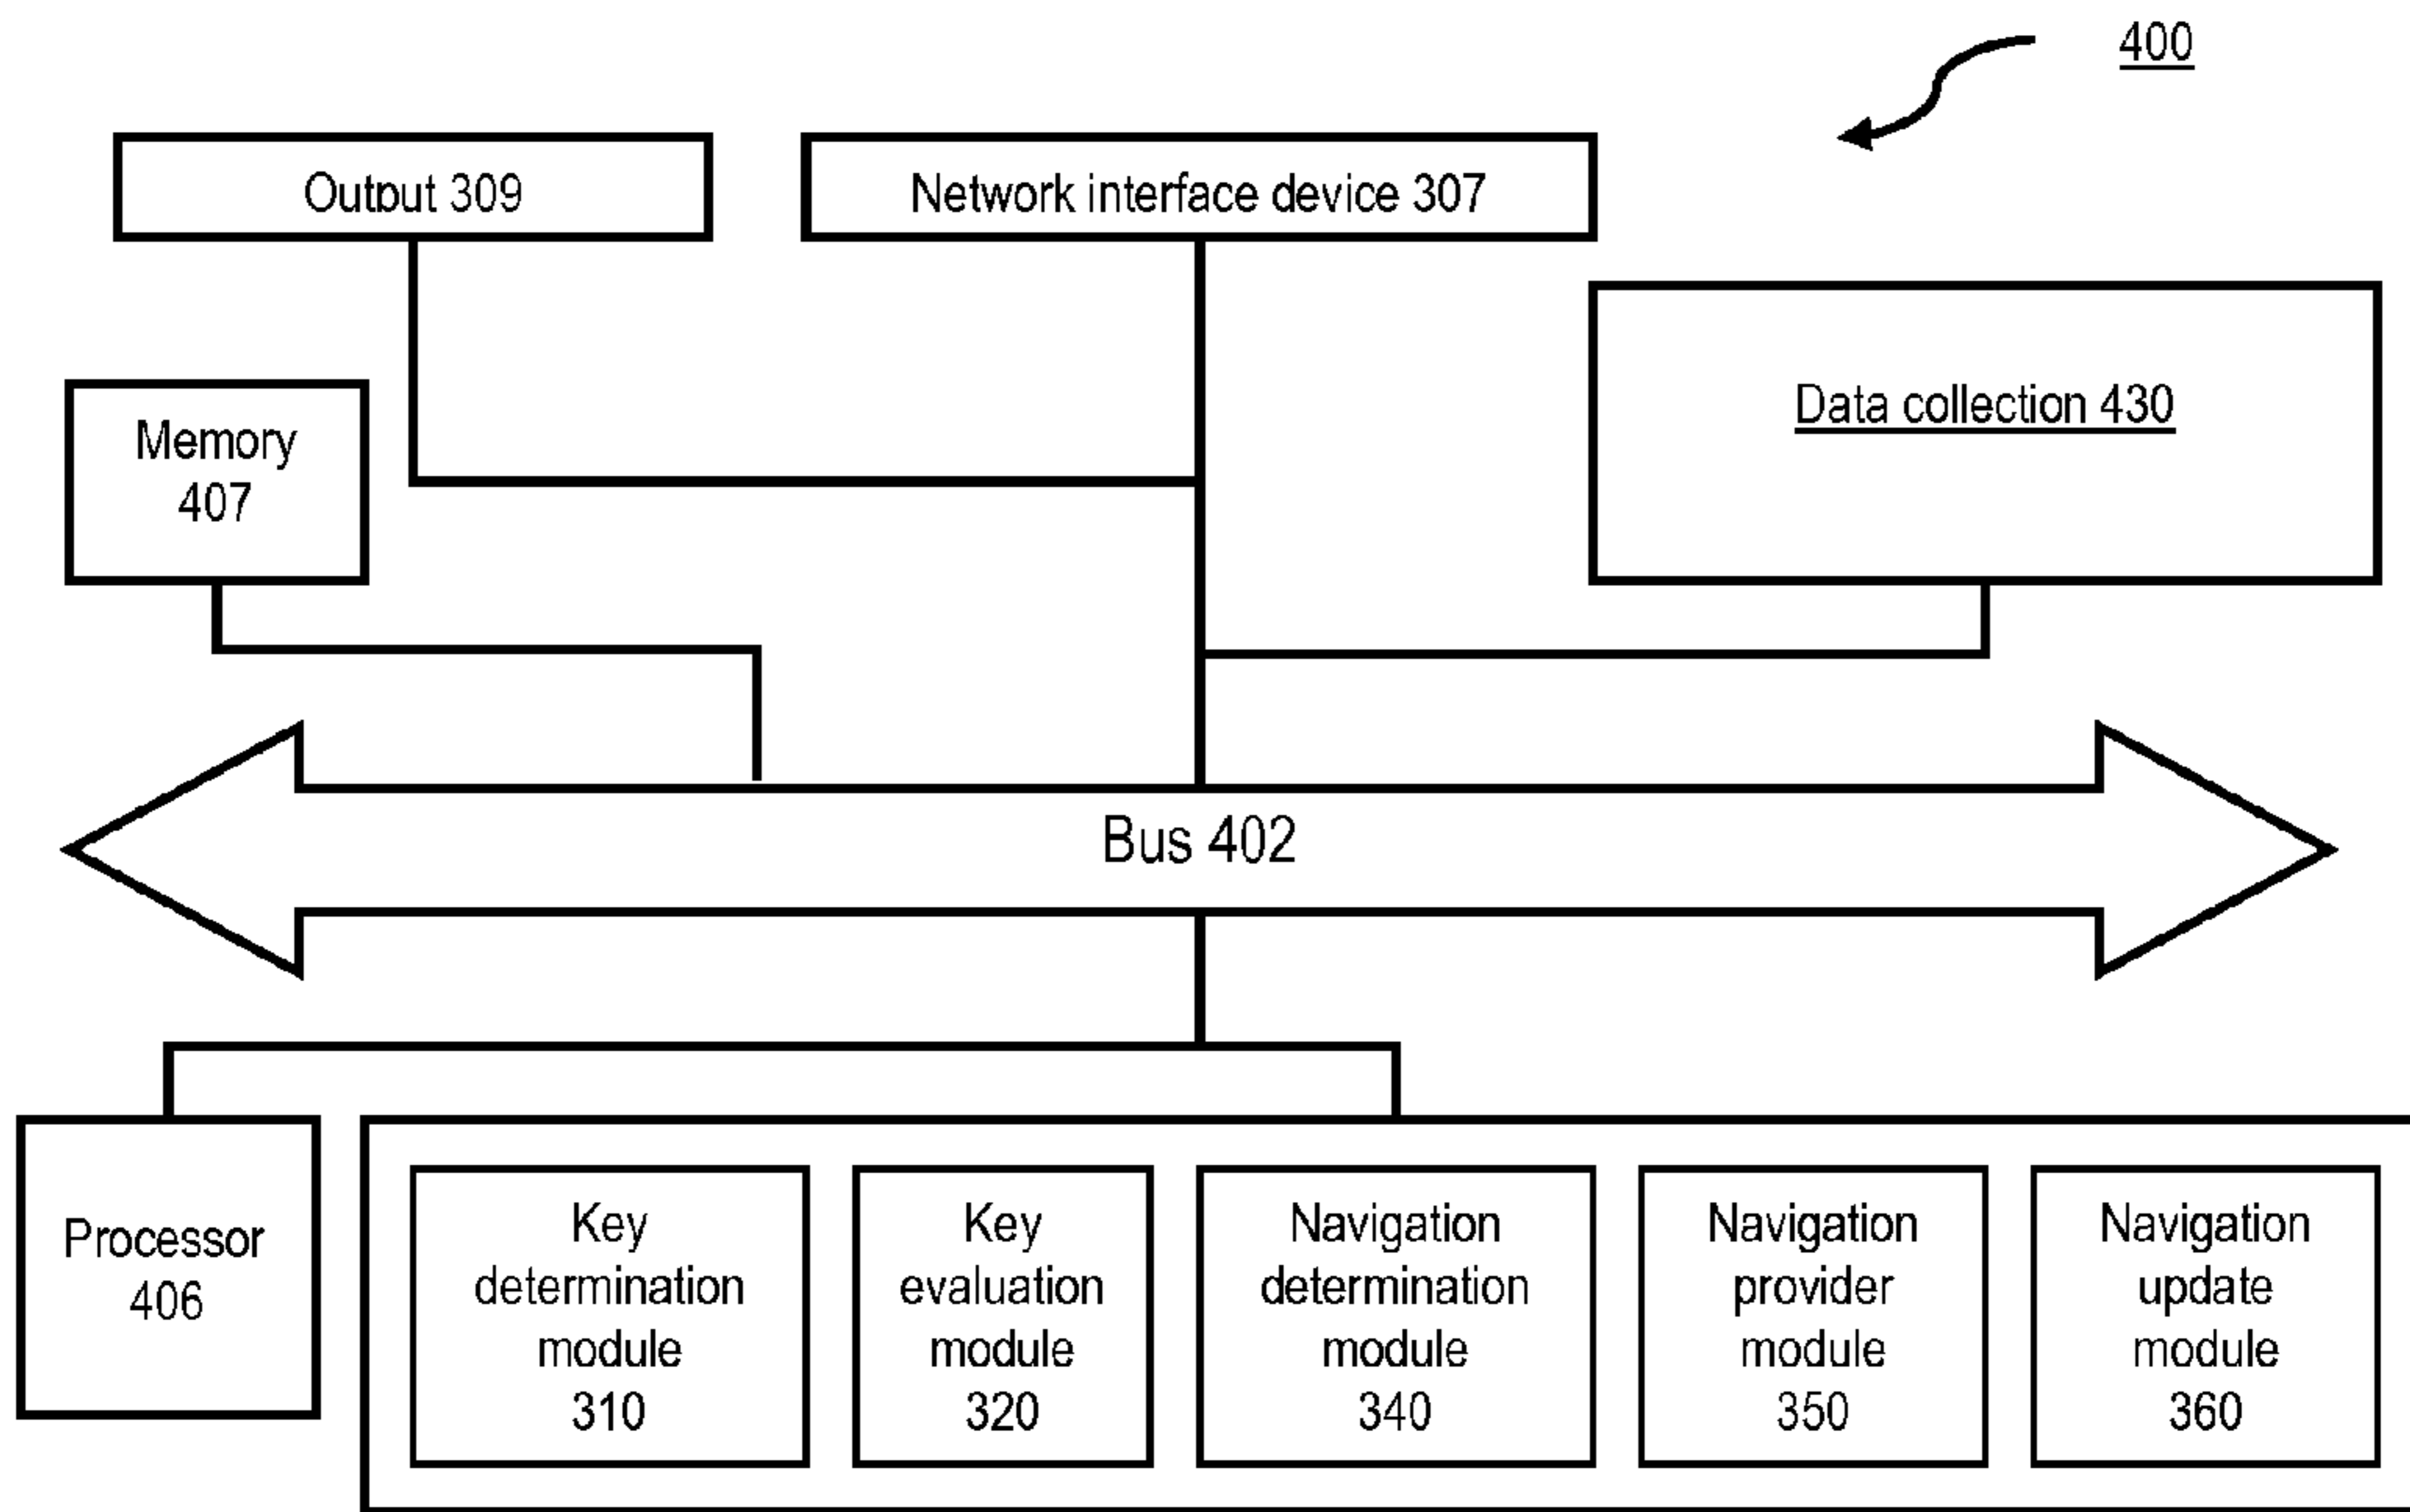 400
Output 309
Network interface device 307
Data collection 430
Memory
407
Bus 402
Processor
406
Key
determination
module
310
Key
evaluation
module
320
Navigation
determination
module
340
Navigation
provider
module
350
Navigation
update
module
360